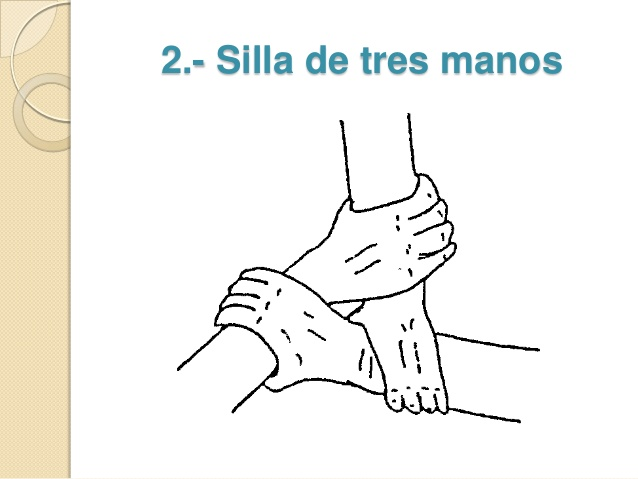 2.- Silla de tres manos